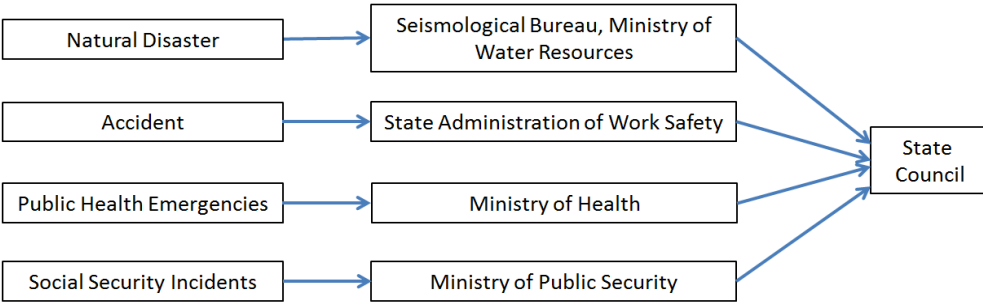 Natural Disaster
Seismological Bureau, Ministry of
Water Resources
Accident
State Administration of Work Safety
State
Council
Public Health Emergencies
Ministry of Health
Social Security Incidents
Ministry of Public Security